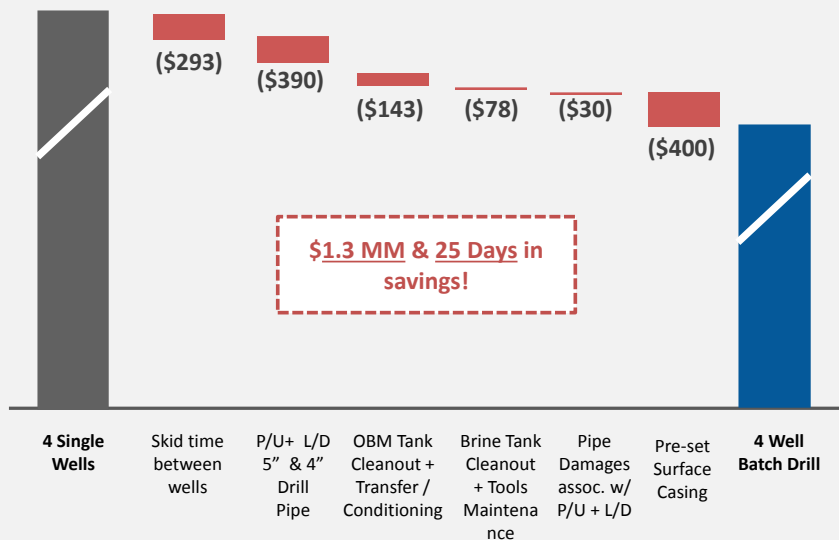 ($293)
($390)
($143)
($78)
($30)
($400)
$1.3 MM & 25 Days in
savings!
4 Single
Wells
Skid time
between
wells
P/U+ L/D
5” & 4”
Drill
Pipe
OBM Tank
Cleanout +
Transfer /
Conditioning
Brine Tank
Cleanout
+ Tools
Maintena
nce
Pipe
Damages
assoc. w/
P/U + L/D
Pre-set
Surface
Casing
4 Well
Batch Drill